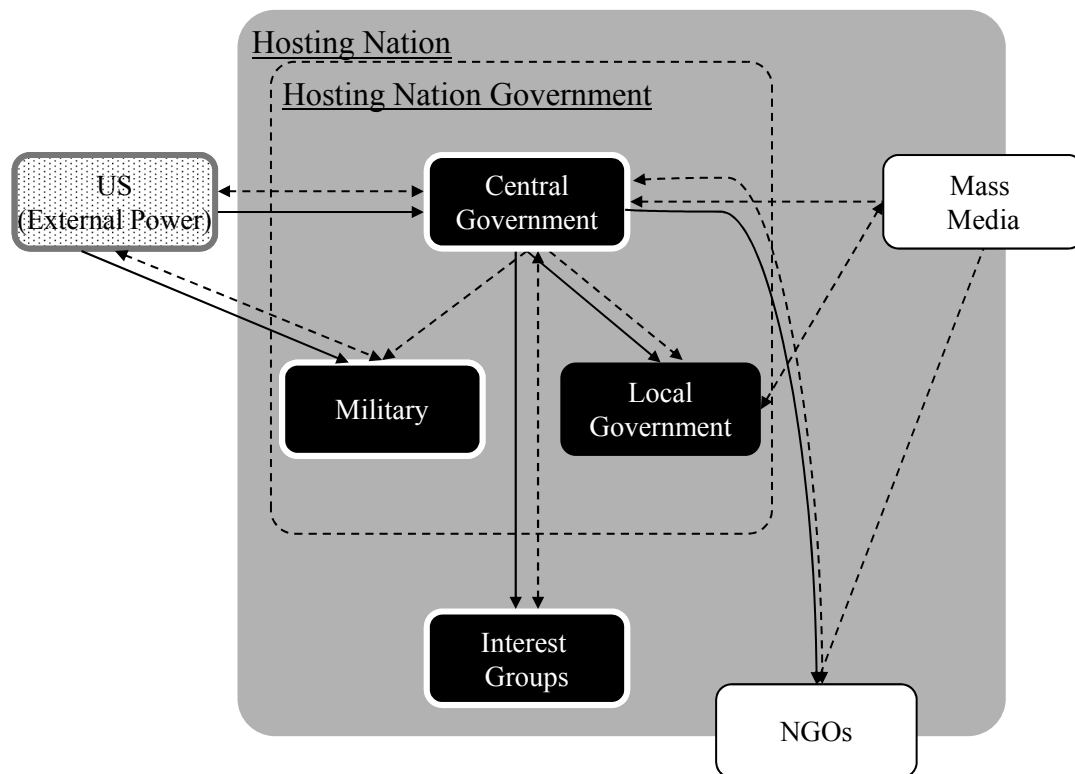 Hosting Nation
Hosting Nation Government
US
(External Power)
Central
Government
Mass
Media
Military
Local
Government
Interest
Groups
NGOs